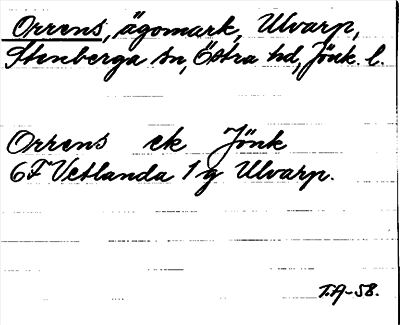 Orrens, ägomark, Ulvarp,
Stenberga sn, Östra hd, Jönk. l.
Orrens ek Jönk
6F Vetlanda 1 g Ulvarp.
T.A-58.